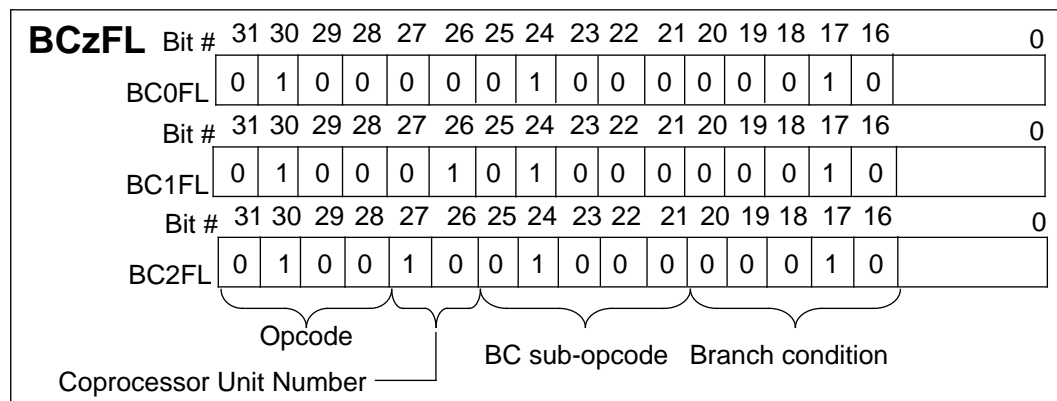 BCzFL Bit # 31 30 29 28 27 26 25 24 23 22 21 20 19 18 17 16 0
BC0FL 0 1 0 0 0 0 0 1 0 0 0 0 0 0 1 0
Bit # 31 30 29 28 27 26 25 24 23 22 21 20 19 18 17 16 0
BC1FL 0 1 0 0 0 1 0 1 0 0 0 0 0 0 1 0
Bit # 31 30 29 28 27 26 25 24 23 22 21 20 19 18 17 16 0
BC2FL 0 1 0 0 1 0 0 1 0 0 0 0 0 0 1 0
Opcode BC sub-opcode Branch condition
Coprocessor Unit Number